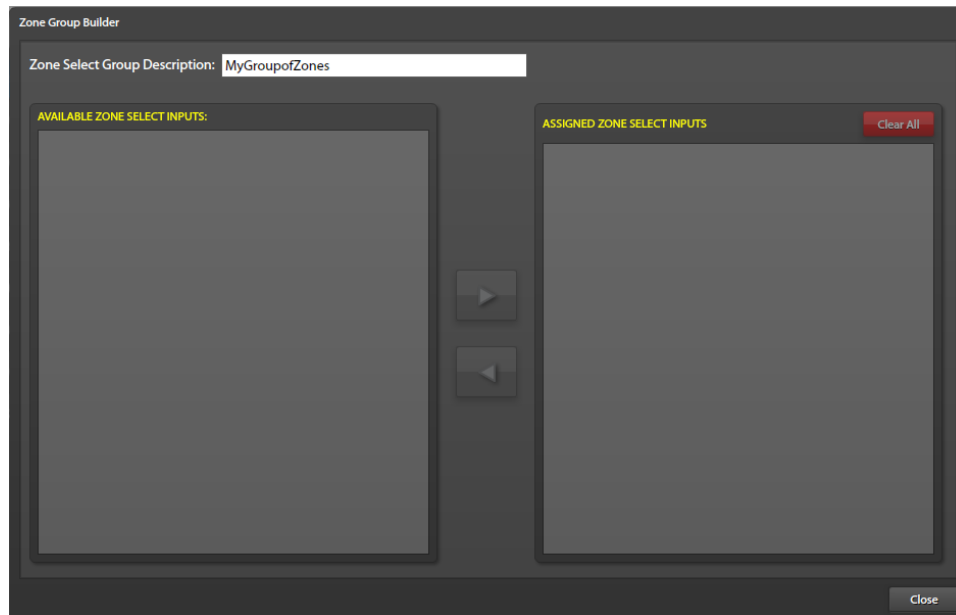 Zone Group Builder
Zone Select Group Description: MyGroupofZones
AVAILABLE ZONE SELECT INPUTS:
ASSIGNED ZONE SELECT INPUTS
Clear All
Close